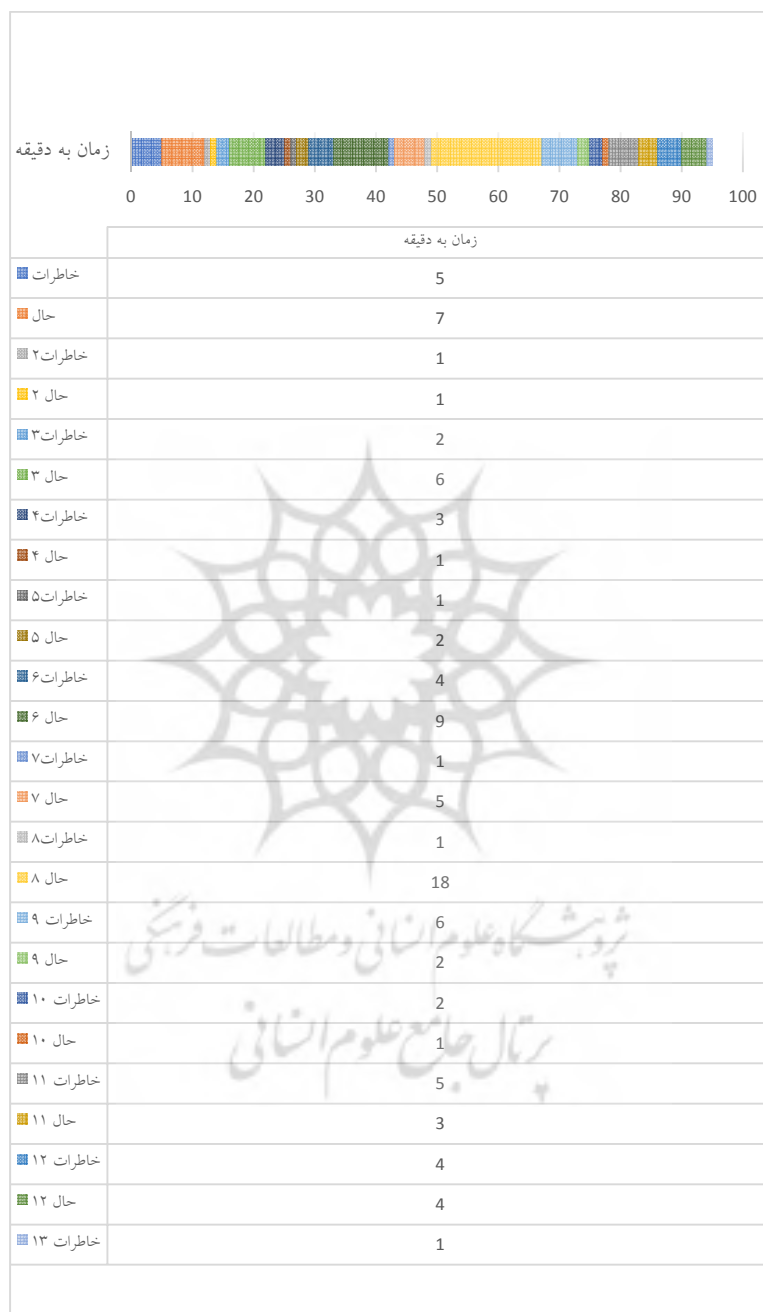 زمان به دقیقه
0 10 20 30 40 50 60 70 80 90 100
زمان به دقیقه
خاطرات 5
حال 7
خاطرات۲ 1
حال ۲ 1
خاطرات۳ 2
حال ۳ 6
خاطرات۴ 3
حال ۴ 1
خاطرات۵ 1
حال ۵ 2
خاطرات۶ 4
حال ۶ 9
خاطرات۷ 1
حال ۷ 5
خاطرات۸ 1
حال ۸ 18
خاطرات ۹ 6
حال ۹ 2
خاطرات ۱۰ 2
حال ۱۰ 1
خاطرات ۱۱ 5
حال ۱۱ 3
خاطرات ۱۲ 4
حال ۱۲ 4
خاطرات ۱۳ 1
پژوهشگاه علوم انسانی و مطالعات فرهنگی
پرتال جامع علوم انسانی